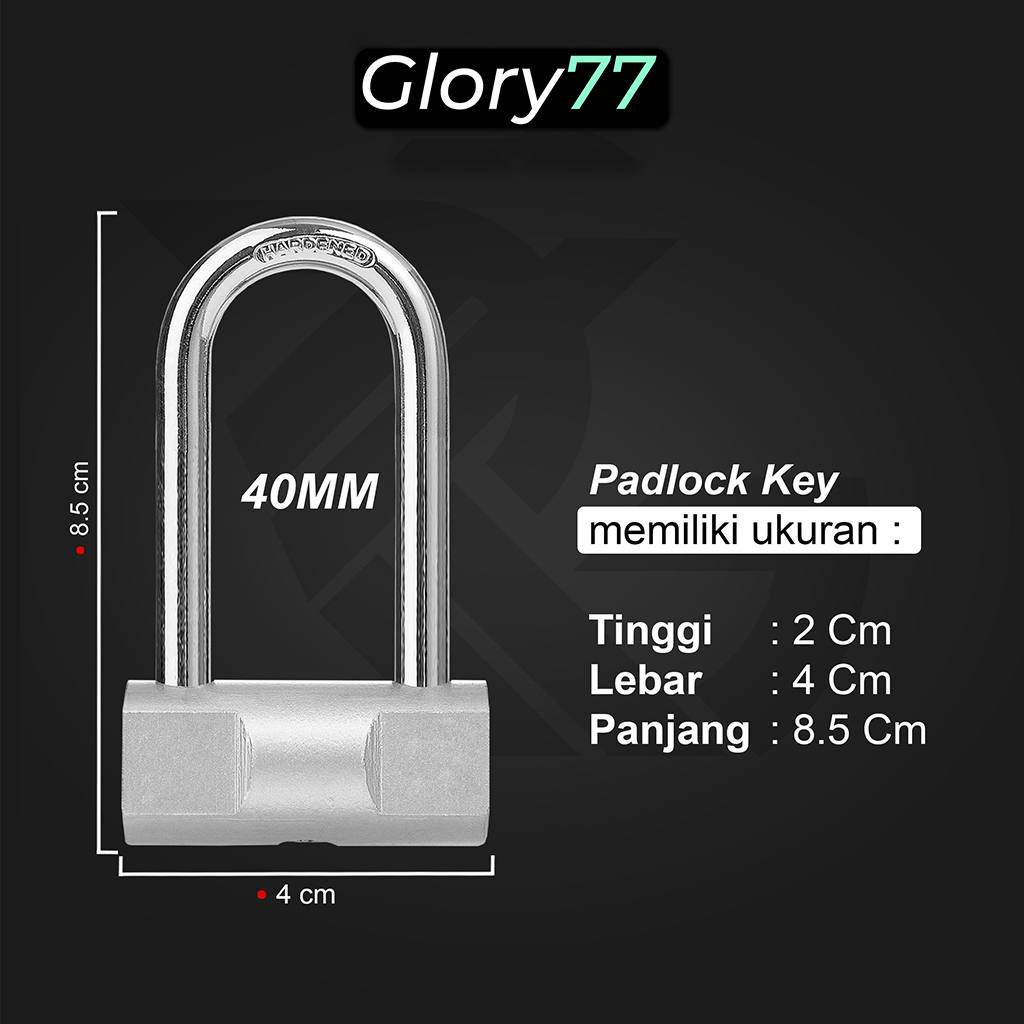 Glory77
HARDENED
8.5 cm
40MM
Padlock Key
memiliki ukuran :
Tinggi : 2 Cm
Lebar : 4 Cm
Panjang : 8.5 Cm
4 cm